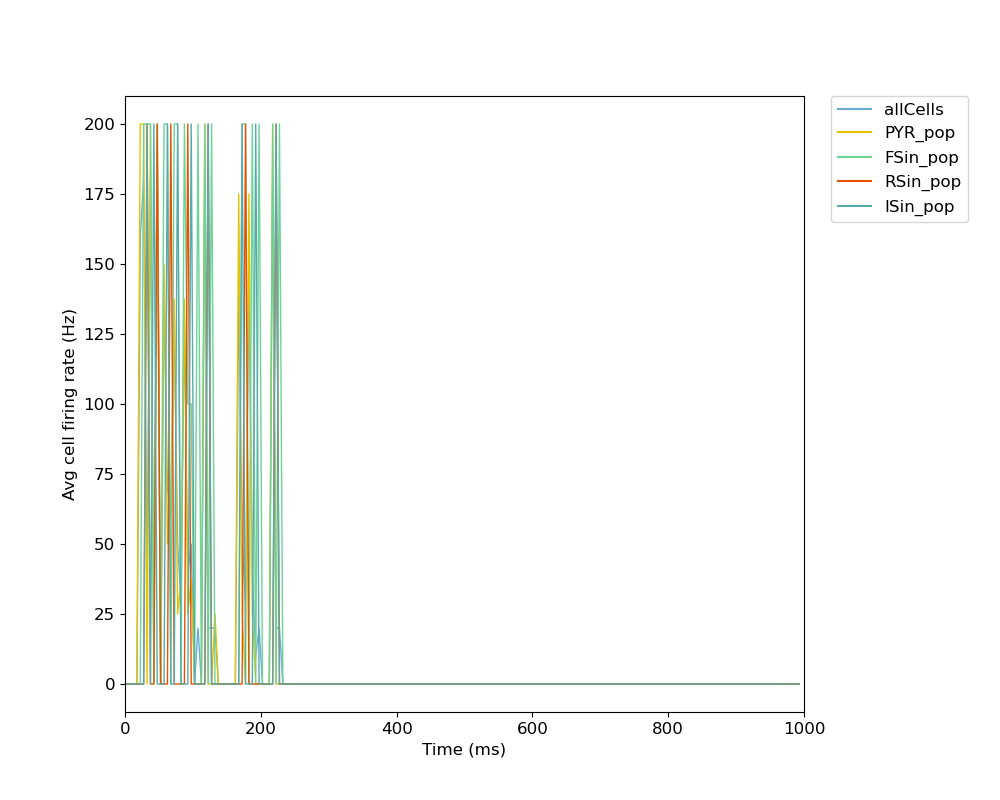 allCells
PYR_pop
FSin_pop
RSin_pop
ISin_pop
Avg cell firing rate (Hz)
200
175
150
125
100
75
50
25
0
0 200 400 600 800 1000
Time (ms)